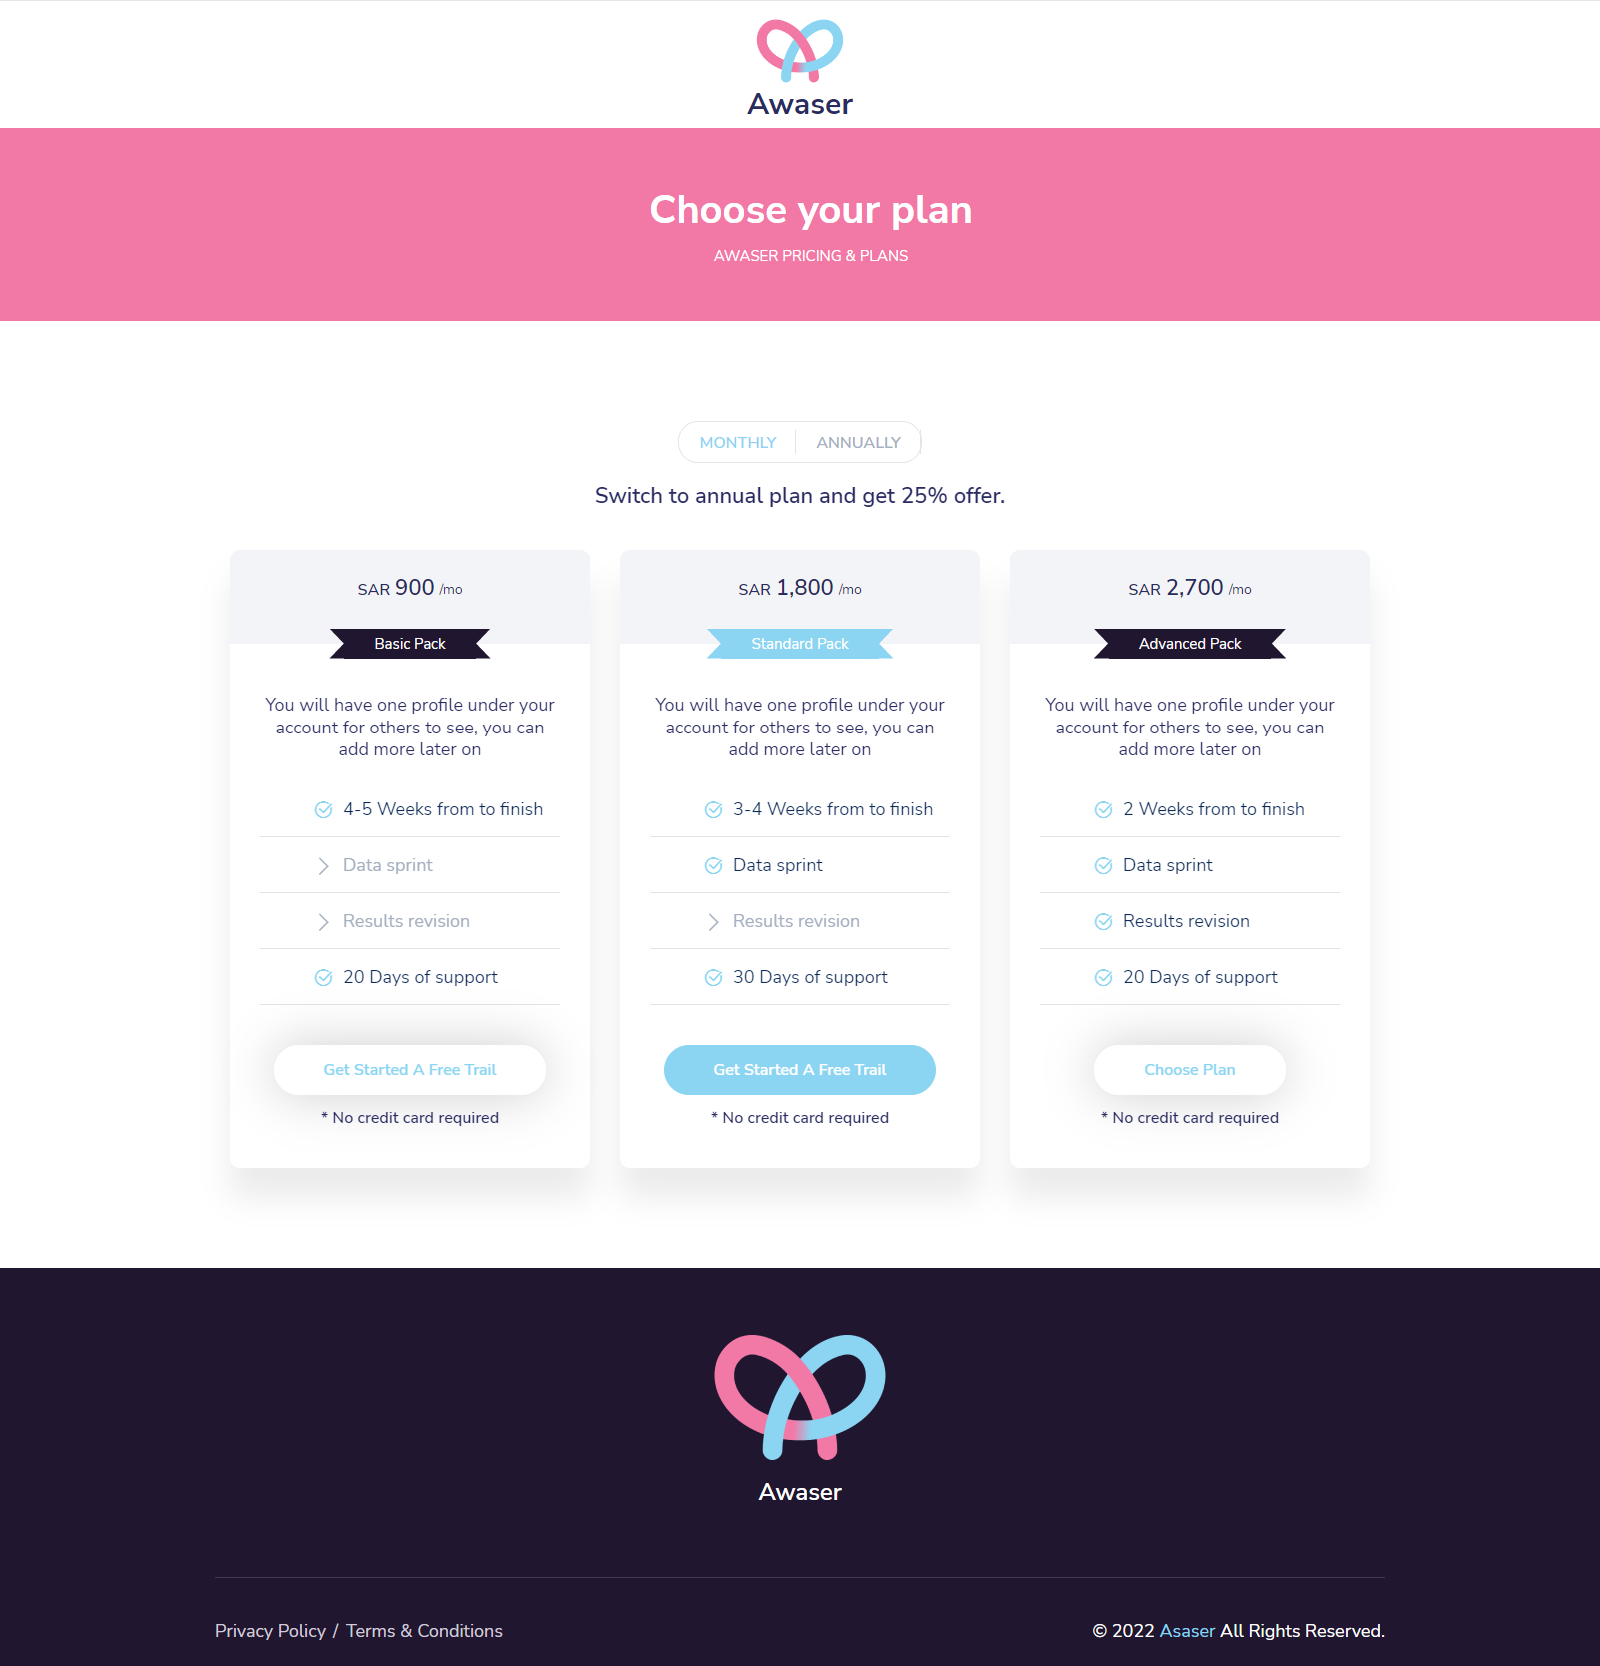 Awaser
Choose your plan
AWASER PRICING & PLANS
MONTHLY
ANNUALLY
Switch to annual plan and get 25% offer.
SAR 900 /mo
Basic Pack
You will have one profile under your
account for others to see, you can
add more later on
4-5 Weeks from to finish
Data sprint
Results revision
20 Days of support
Get Started A Free Trail
* No credit card required
SAR 1,800 /mo
Standard Pack
You will have one profile under your
account for others to see, you can
add more later on
3-4 Weeks from to finish
Data sprint
Results revision
30 Days of support
Get Started A Free Trail
* No credit card required
SAR 2,700 /mo
Advanced Pack
You will have one profile under your
account for others to see, you can
add more later on
2 Weeks from to finish
Data sprint
Results revision
20 Days of support
Choose Plan
* No credit card required
Awaser
Privacy Policy / Terms & Conditions
© 2022 Asaser All Rights Reserved.